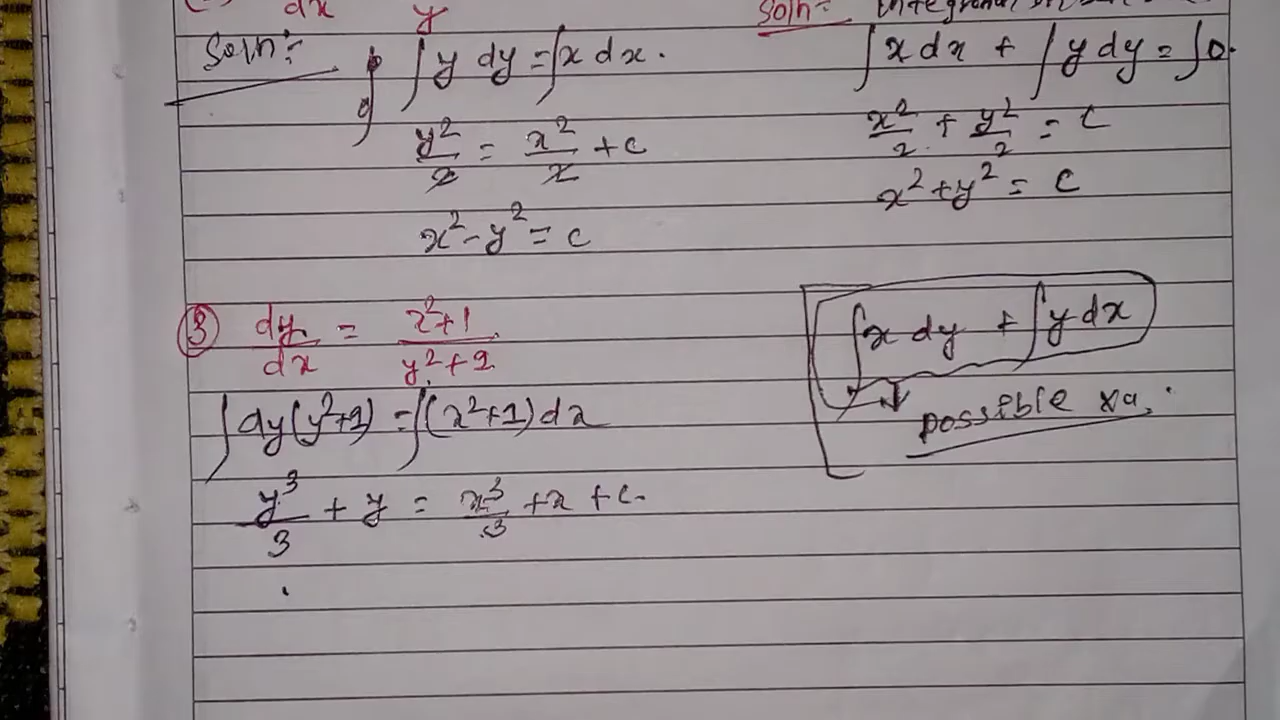 dx y
Soln:
∫ y dy = ∫ x dx.
y²/2 = x²/2 + c
x² - y² = c
Soln:
∫ x dx + ∫ y dy = ∫ 0.
x²/2 + y²/2 = c
x² + y² = c
③ dy/dx = (x²+1)/(y²+1)
∫ dy(y²+1) = ∫ (x²+1) dx
y³/3 + y = x³/3 + x + c.
∫ x dy + ∫ y dx
possible